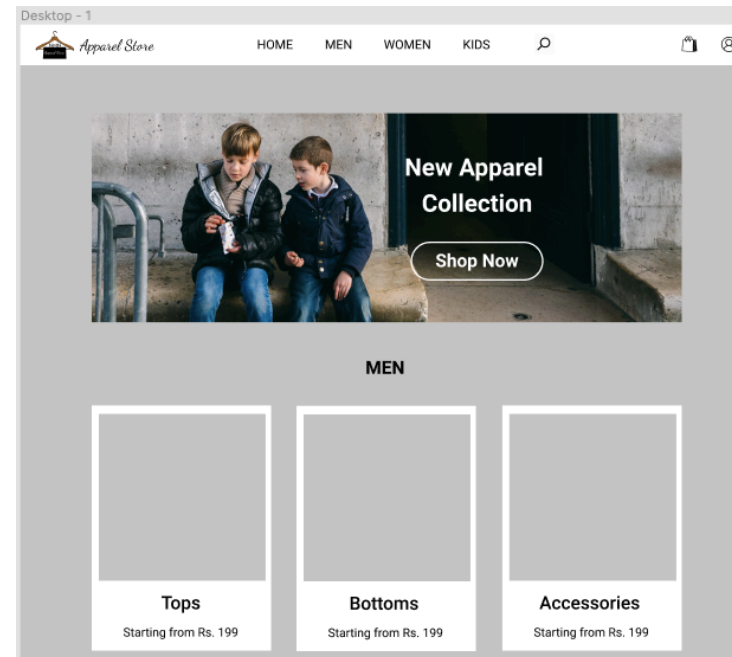 Desktop - 1
Apparel Store
HOME MEN WOMEN KIDS
New Apparel
Collection
Shop Now
MEN
Tops Bottoms Accessories
Starting from Rs. 199 Starting from Rs. 199 Starting from Rs. 199